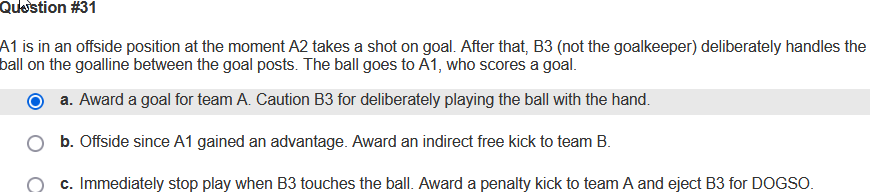 Question #31
A1 is in an offside position at the moment A2 takes a shot on goal. After that, B3 (not the goalkeeper) deliberately handles the
ball on the goalline between the goal posts. The ball goes to A1, who scores a goal.
a. Award a goal for team A. Caution B3 for deliberately playing the ball with the hand.
b. Offside since A1 gained an advantage. Award an indirect free kick to team B.
c. Immediately stop play when B3 touches the ball. Award a penalty kick to team A and eject B3 for DOGSO.